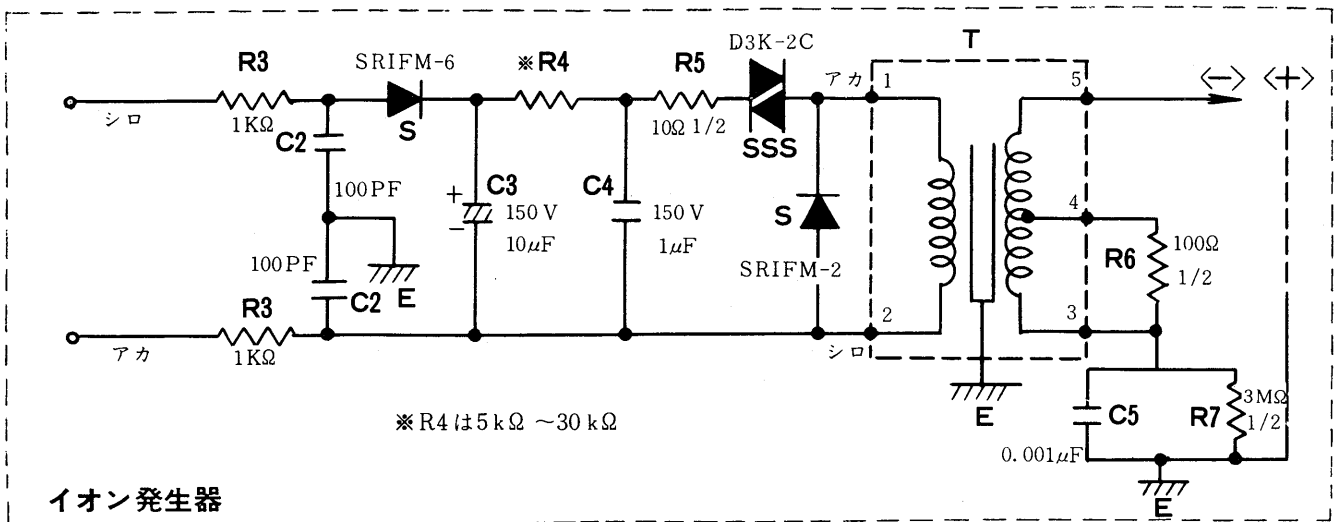 D3K-2C
T
R3
SRIFM-6
※R4
R5
アカ
1
5
<−>
<+>
シロ
1KΩ
C2
S
10Ω 1/2
SSS
100PF
+
−
C3
150V
10μF
C4
150V
1μF
S
4
R6
100Ω
1/2
100PF
E
C2
SRIFM-2
R3
2
3
アカ
1KΩ
シロ
E
C5
R7
3MΩ
1/2
※R4は5kΩ ～30kΩ
0.001μF
E
イオン発生器